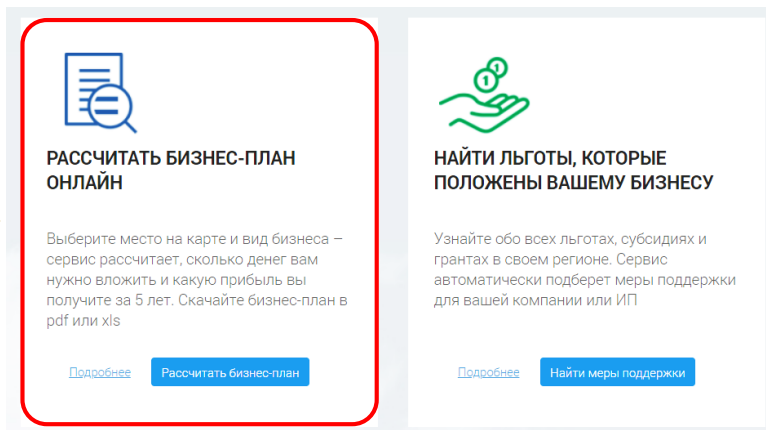 РАССЧИТАТЬ БИЗНЕС-ПЛАН
ОНЛАЙН
Выберите место на карте и вид бизнеса –
сервис рассчитает, сколько денег вам
нужно вложить и какую прибыль вы
получите за 5 лет. Скачайте бизнес-план в
pdf или xls
Подробнее
Рассчитать бизнес-план
1
1
НАЙТИ ЛЬГОТЫ, КОТОРЫЕ
ПОЛОЖЕНЫ ВАШЕМУ БИЗНЕСУ
Узнайте обо всех льготах, субсидиях и
грантах в своем регионе. Сервис
автоматически подберет меры поддержки
для вашей компании или ИП
Подробнее
Найти меры поддержки